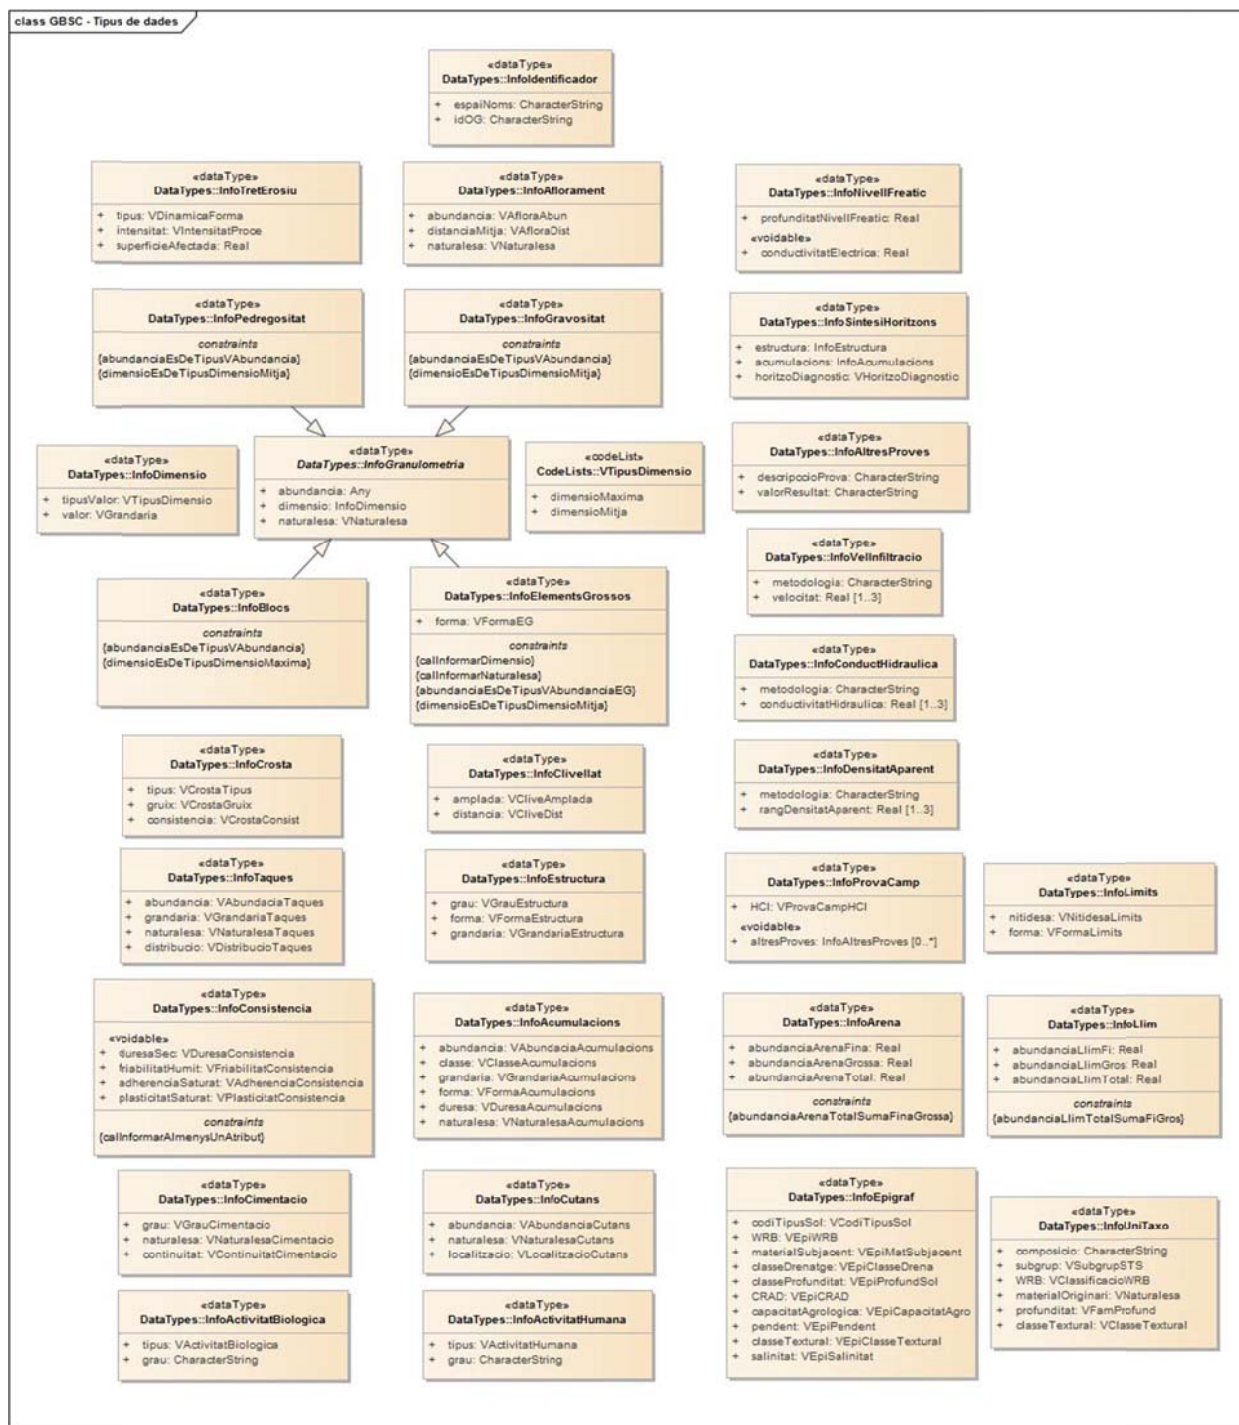 class GBSC - Tipus de dades
«dataType»
DataTypes::InfoIdentificador
+ espaiNoms: CharacterString
+ idOG: CharacterString
«dataType»
DataTypes::InfoTretErosiu
+ tipus: VDinamicaForma
+ intensitat: VIntensitatProce
+ superficieAfectada: Real
«dataType»
DataTypes::InfoAflorament
+ abundancia: VAfloraAbun
+ distanciaMitja: VAfloraDist
+ naturalesa: VNaturalesa
«dataType»
DataTypes::InfoNivellFreatic
+ profunditatNivellFreatic: Real
«voidable»
+ conductivitatElectrica: Real
«dataType»
DataTypes::InfoPedregositat
constraints
{abundanciaEsDeTipusVAbundancia}
{dimensioEsDeTipusDimensioMitja}
«dataType»
DataTypes::InfoGravositat
constraints
{abundanciaEsDeTipusVAbundancia}
{dimensioEsDeTipusDimensioMitja}
«dataType»
DataTypes::InfoSintesiHoritzons
+ estructura: InfoEstructura
+ acumulacions: InfoAcumulacions
+ horitzoDiagnostic: VHoritzoDiagnostic
«dataType»
DataTypes::InfoDimensio
+ tipusValor: VTipusDimensio
+ valor: VGrandaria
«dataType»
DataTypes::InfoGranulometria
+ abundancia: Any
+ dimensio: InfoDimensio
+ naturalesa: VNaturalesa
«codeList»
CodeLists::VTipusDimensio
+ dimensioMaxima
+ dimensioMitja
«dataType»
DataTypes::InfoAltresProves
+ descripccioProva: CharacterString
+ valorResultat: CharacterString
«dataType»
DataTypes::InfoVelInfiltracio
+ metodologia: CharacterString
+ velocitat: Real [1..3]
«dataType»
DataTypes::InfoBlocs
constraints
{abundanciaEsDeTipusVAbundancia}
{dimensioEsDeTipusDimensioMaxima}
«dataType»
DataTypes::InfoElementsGrossos
+ forma: VFormaEG
constraints
{calInformarDimensio}
{calInformarNaturalesa}
{abundanciaEsDeTipusVAbundanciaEG}
{dimensioEsDeTipusDimensioMitja}
«dataType»
DataTypes::InfoConductHidraulica
+ metodologia: CharacterString
+ conductivitatHidraulica: Real [1..3]
«dataType»
DataTypes::InfoCrosta
+ tipus: VCrostaTipus
+ gruix: VCrostaGruix
+ consistencia: VCrostaConsist
«dataType»
DataTypes::InfoClivellat
+ amplada: VCliveAmplada
+ distancia: VCliveDist
«dataType»
DataTypes::InfoDensitatAparent
+ metodologia: CharacterString
+ rangDensitatAparent: Real [1..3]
«dataType»
DataTypes::InfoTaques
+ abundancia: VAbundaciaTaques
+ grandaria: VGrandariaTaques
+ naturalesa: VNaturalesaTaques
+ distribucio: VDistribucioTaques
«dataType»
DataTypes::InfoEstructura
+ grau: VGrauEstructura
+ forma: VFormaEstructura
+ grandaria: VGrandariaEstructura
«dataType»
DataTypes::InfoProvaCamp
+ HCl: VProvaCampHCl
«voidable»
+ altresProves: InfoAltresProves [0..*]
«dataType»
DataTypes::InfoLimits
+ nitidesa: VNitidesaLimits
+ forma: VFormaLimits
«dataType»
DataTypes::InfoConsistencia
«voidable»
+ duresaSec: VDuresaConsistencia
+ friabilitatHumit: VFriabilitatConsistencia
+ adherenciaSaturat: VAdherenciaConsistencia
+ plasticitatSaturat: VPlasticitatConsistencia
constraints
{calInformarAlmenysUnAtribut}
«dataType»
DataTypes::InfoAcumulacions
+ abundancia: VAbundaciaAcumulacions
+ classe: VClasseAcumulacions
+ grandaria: VGrandariaAcumulacions
+ forma: VFormaAcumulacions
+ duresa: VDuresaAcumulacions
+ naturalesa: VNaturalesaAcumulacions
«dataType»
DataTypes::InfoArena
+ abundanciaArenaFina: Real
+ abundanciaArenaGrossa: Real
+ abundanciaArenaTotal: Real
constraints
{abundanciaArenaTotalSumaFinaGrossa}
«dataType»
DataTypes::InfoLlim
+ abundanciaLlimFi: Real
+ abundanciaLlimGros: Real
+ abundanciaLlimTotal: Real
constraints
{abundanciaLlimTotalSumaFiGros}
«dataType»
DataTypes::InfoCimentacio
+ grau: VGrauCimentacio
+ naturalesa: VNaturalesaCimentacio
+ continuitat: VContinuitatCimentacio
«dataType»
DataTypes::InfoCutans
+ abundancia: VAbundanciaCutans
+ naturalesa: VNaturalesaCutans
+ localitzacio: VLocalitzacioCutans
«dataType»
DataTypes::InfoEpigraf
+ codiTipusSol: VCodiTipusSol
+ WRB: VEpiWRB
+ materialSubjacent: VEpiMatSubjacent
+ classeDrenatge: VEpiClasseDrena
+ classeProfunditat: VEpiProfundSol
+ CRAD: VEpiCRAD
+ capacitatAgrologica: VEpiCapacitatAgro
+ pendent: VEpiPendent
+ classeTextural: VEpiClasseTextural
+ salinitat: VEpiSalinitat
«dataType»
DataTypes::InfoUniTaxo
+ composicio: CharacterString
+ subgrup: VSubgrupSTS
+ WRB: VClassificacioWRB
+ materialOriginari: VNaturalesa
+ profunditat: VFamProfund
+ classeTextural: VClasseTextural
«dataType»
DataTypes::InfoActivitatBiologica
+ tipus: VActivitatBiologica
+ grau: CharacterString
«dataType»
DataTypes::InfoActivitatHumana
+ tipus: VActivitatHumana
+ grau: CharacterString